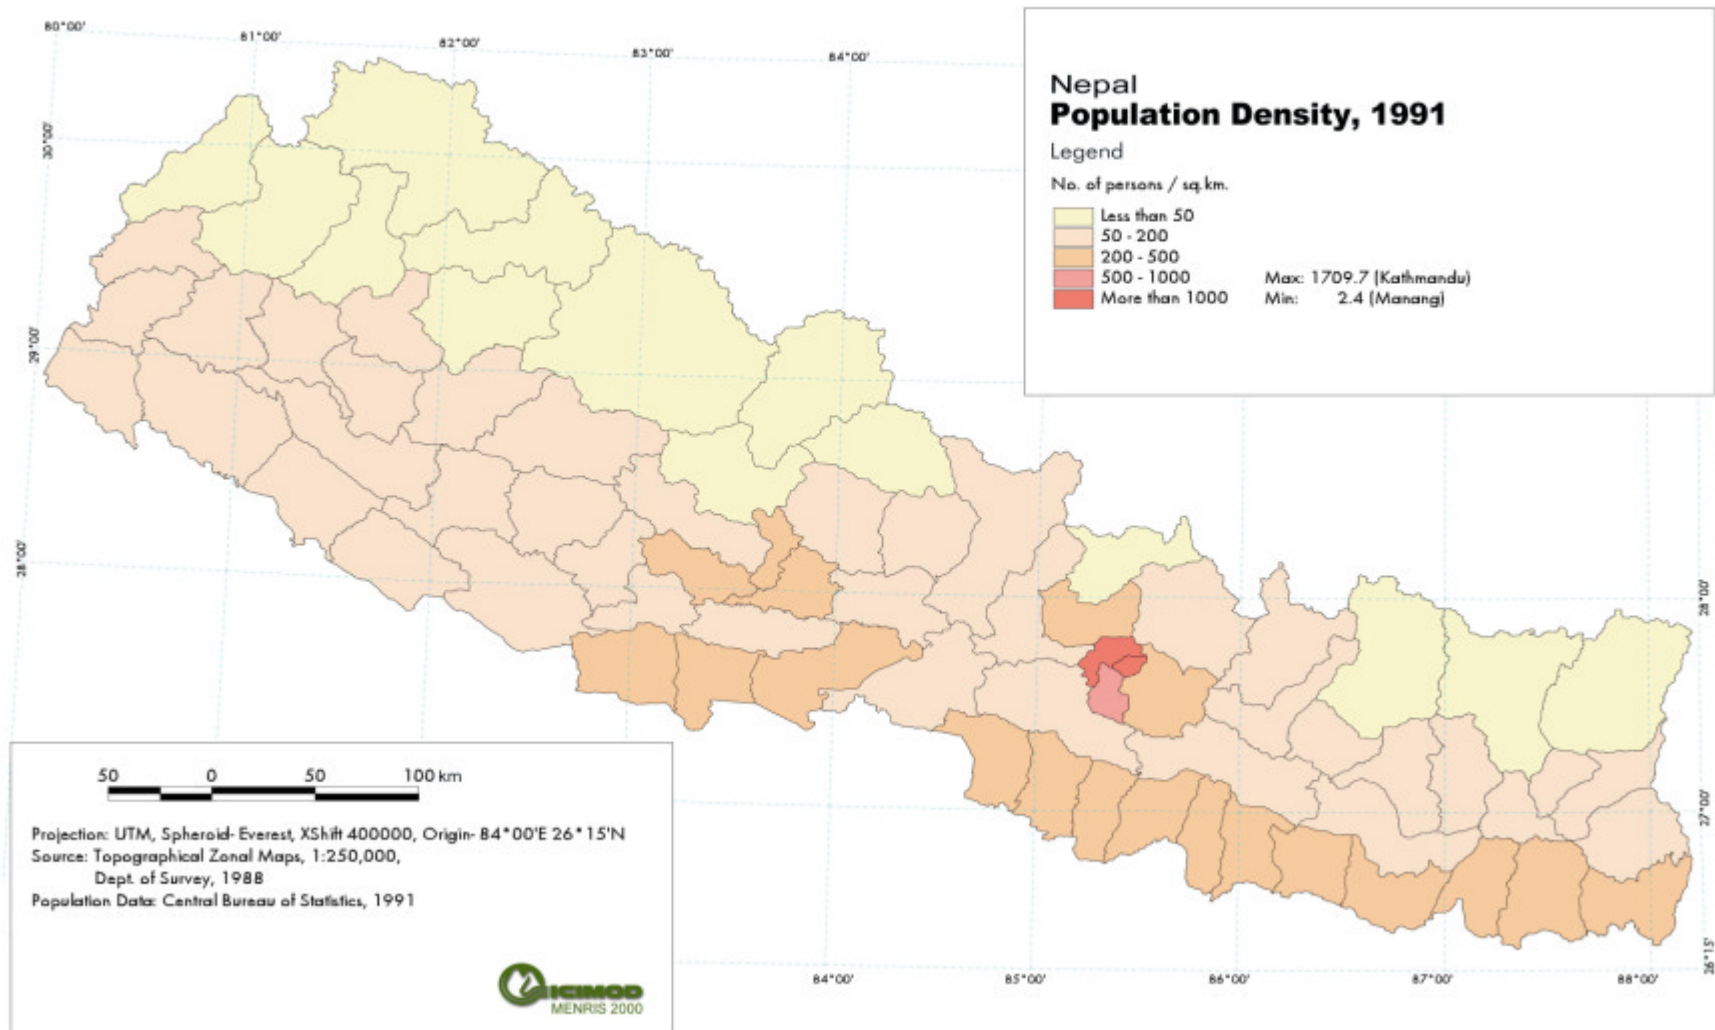 80°00'
81°00'
82°00'
83°00'
84°00'
30°00'
29°00'
28°00'
Nepal
Population Density, 1991
Legend
No. of persons / sq.km.
Less than 50
50 - 200
200 - 500
500 - 1000 Max: 1709.7 (Kathmandu)
More than 1000 Min: 2.4 (Manang)
28°00'
27°00'
26°15'
50 0 50 100 km
Projection: UTM, Spheroid- Everest, XShift 400000, Origin- 84°00'E 26°15'N
Source: Topographical Zonal Maps, 1:250,000,
Dept. of Survey, 1988
Population Data: Central Bureau of Statistics, 1991
ICIMOD
MENRIS 2000
84°00'
85°00'
86°00'
87°00'
88°00'